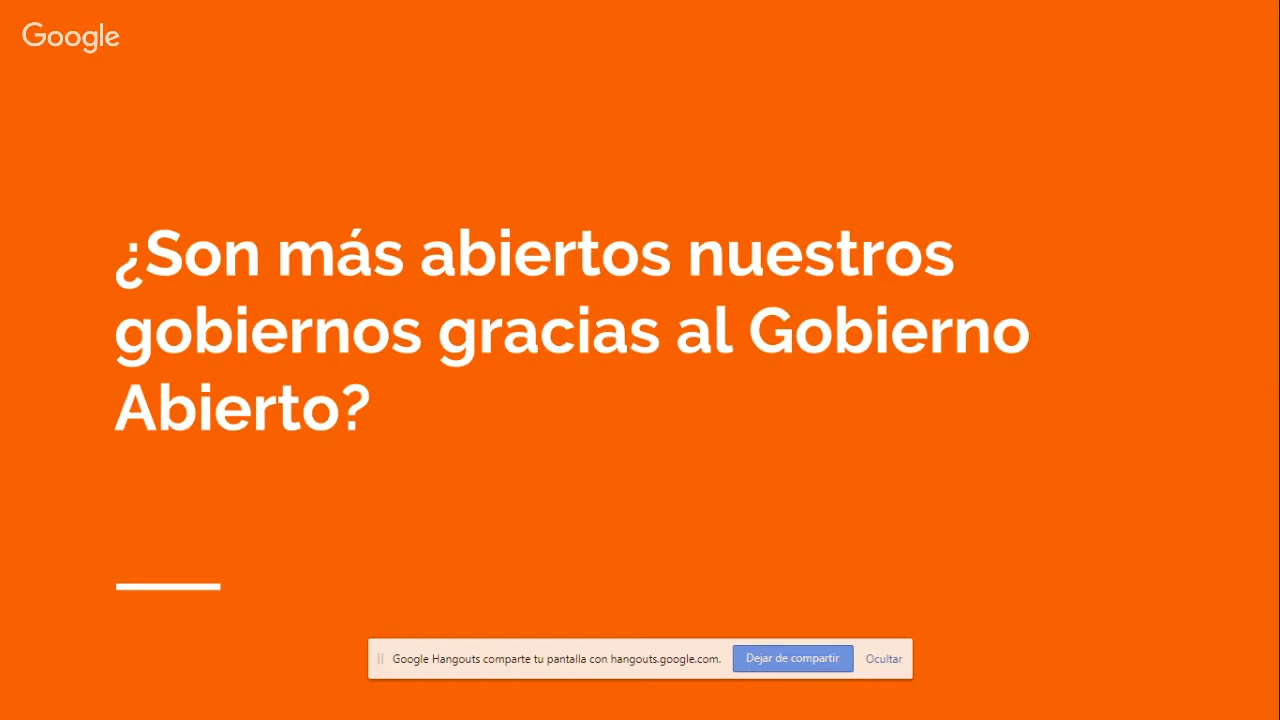 Google
¿Son más abiertos nuestros
gobiernos gracias al Gobierno
Abierto?
Google Hangouts comparte tu pantalla con hangouts.google.com. Dejar de compartir Ocultar